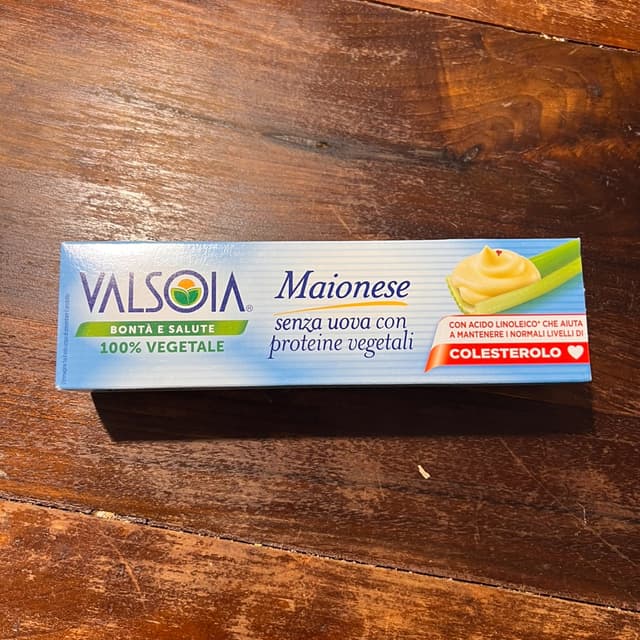 VALSOIA®
BONTÀ E SALUTE
100% VEGETALE
Maionese
senza uova con
proteine vegetali
CON ACIDO LINOLEICO* CHE AIUTA
A MANTENERE I NORMALI LIVELLI DI
COLESTEROLO